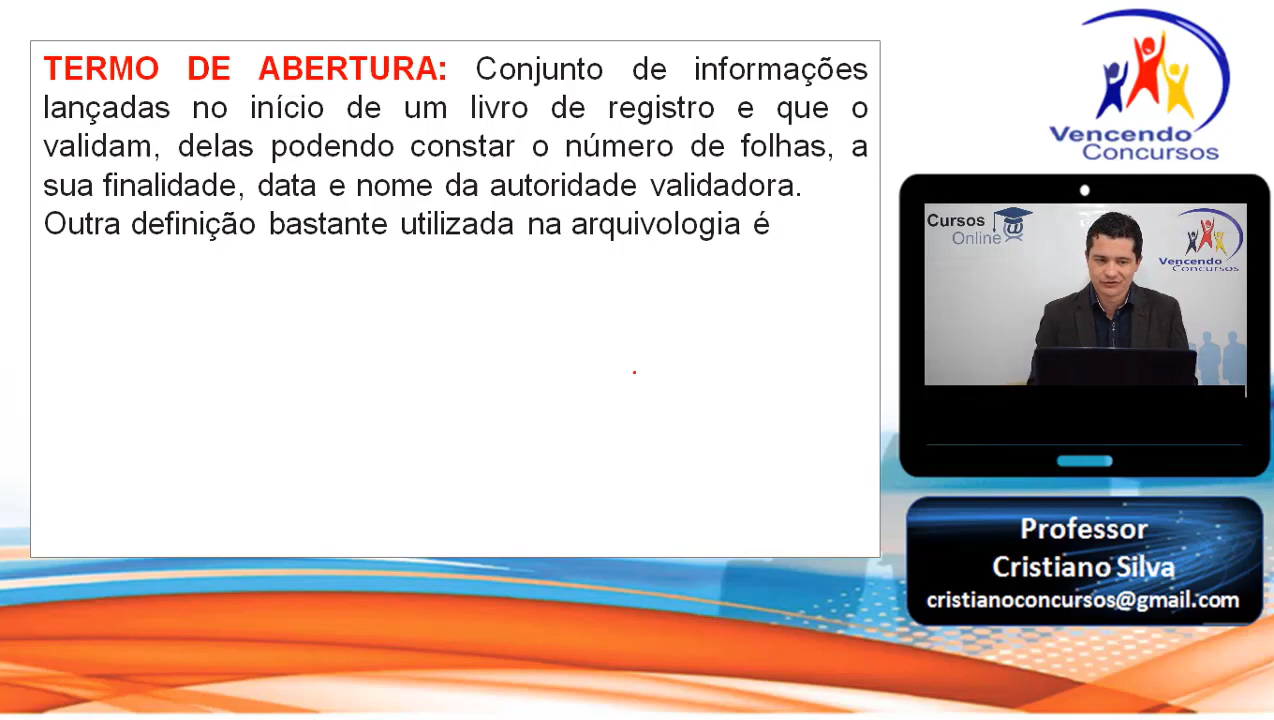 TERMO DE ABERTURA: Conjunto de informações
lançadas no início de um livro de registro e que o
validam, delas podendo constar o número de folhas, a
sua finalidade, data e nome da autoridade validadora.
Outra definição bastante utilizada na arquivologia é
Vencendo
Concursos
Cursos
Online
@
Vencendo
Concursos
Professor
Cristiano Silva
cristianoconcursos@gmail.com